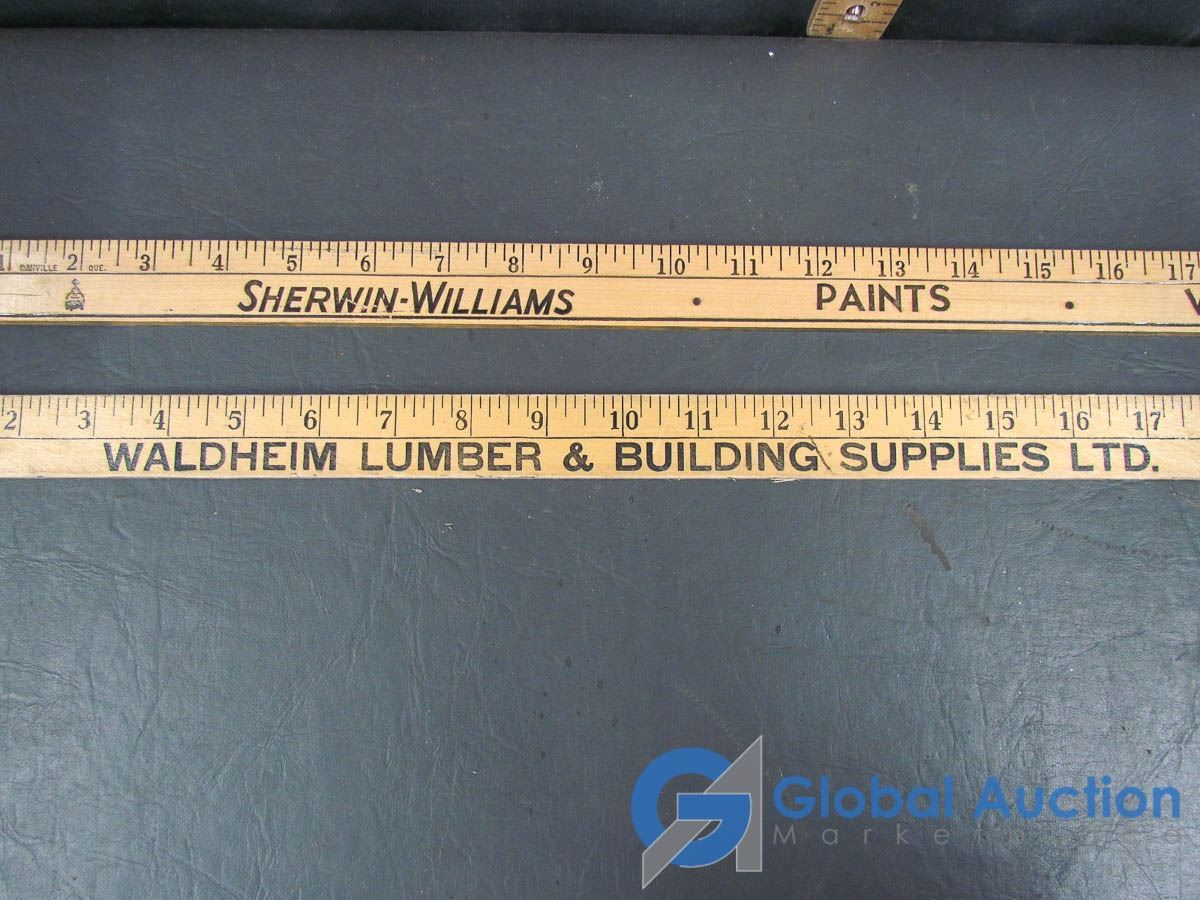 2
1 DANVILLE 2 QUE. 3 4 5 6 7 8 9 10 11 12 13 14 15 16 17
SHERWIN-WILLIAMS • PAINTS •
2 3 4 5 6 7 8 9 10 11 12 13 14 15 16 17
WALDHEIM LUMBER & BUILDING SUPPLIES LTD.
Global Auction
Marketplace